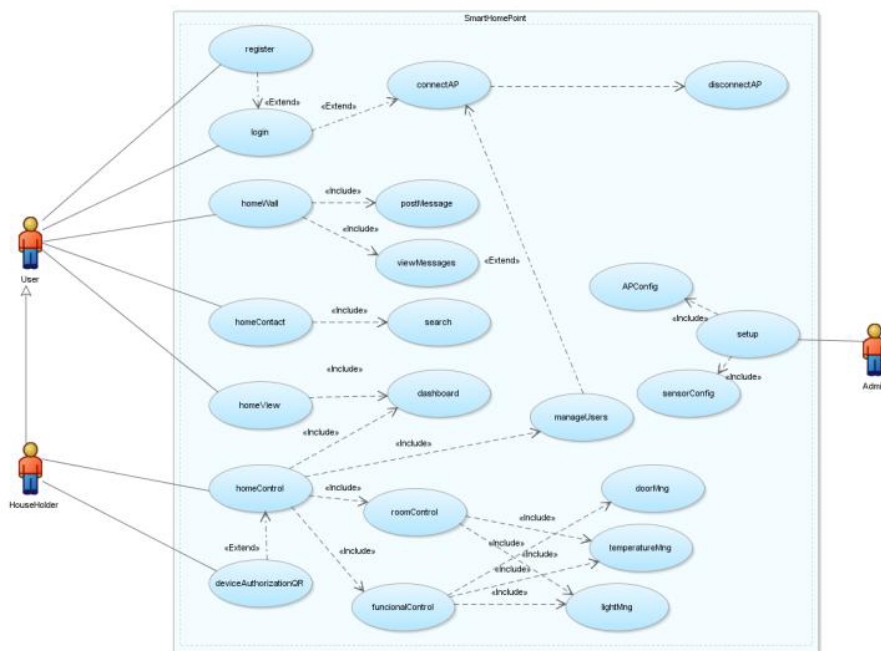 SmartHomePoint
register
connectAP
disconnectAP
«Extend»
«Extend»
login
homeWall
«Include»
postMessage
«Include»
viewMessages
User
«Extend»
APConfig
homeContact
«Include»
search
«Include»
setup
«Include»
sensorConfig
«Include»
Admi
homeView
dashboard
manageUsers
«Include»
«Include»
HouseHolder
homeControl
«Include»
roomControl
doorMng
«Include»
«Include»
temperatureMng
«Extend»
«Include»
«Include»
«Include»
deviceAuthorizationQR
funcionalControl
«Include»
lightMng